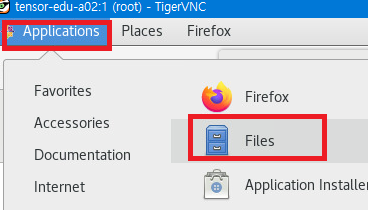 tensor-edu-a02:1 (root) - TigerVNC
Applications Places Firefox
Favorites
Accessories
Documentation
Internet
Firefox
Files
Application Installer